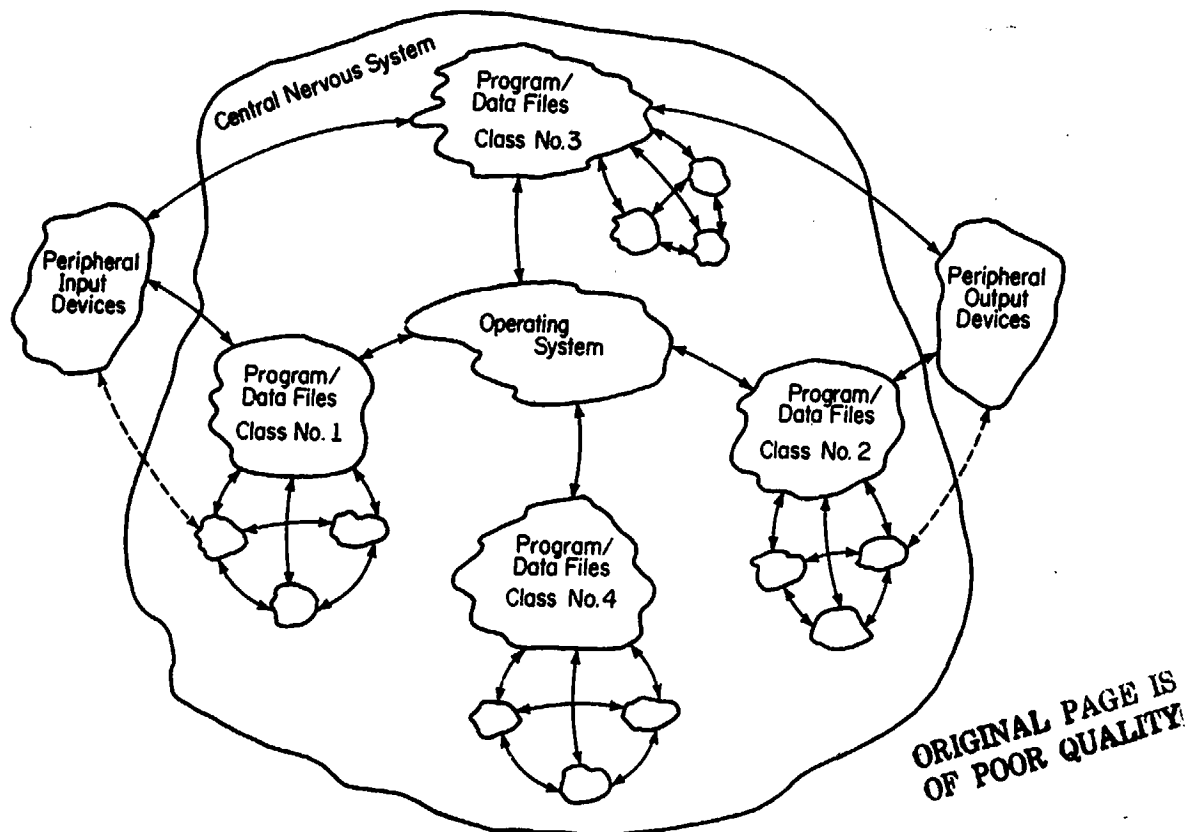 Central Nervous System
Program/
Data Files
Class No. 3
Peripheral
Input
Devices
Operating
System
Peripheral
Output
Devices
Program/
Data Files
Class No. 1
Program/
Data Files
Class No. 2
Program/
Data Files
Class No. 4
ORIGINAL PAGE IS
OF POOR QUALITY